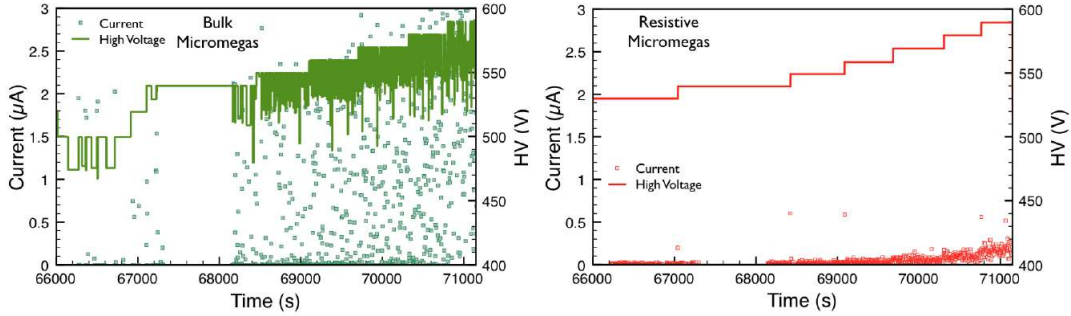 Current
High Voltage
Bulk
Micromegas
Current (μA)
3
2.5
2
1.5
1
0.5
0
HV (V)
600
550
500
450
400
66000 67000 68000 69000 70000 71000
Time (s)
Resistive
Micromegas
Current
High Voltage
Current (μA)
3
2.5
2
1.5
1
0.5
0
HV (V)
600
550
500
450
400
66000 67000 68000 69000 70000 71000
Time (s)